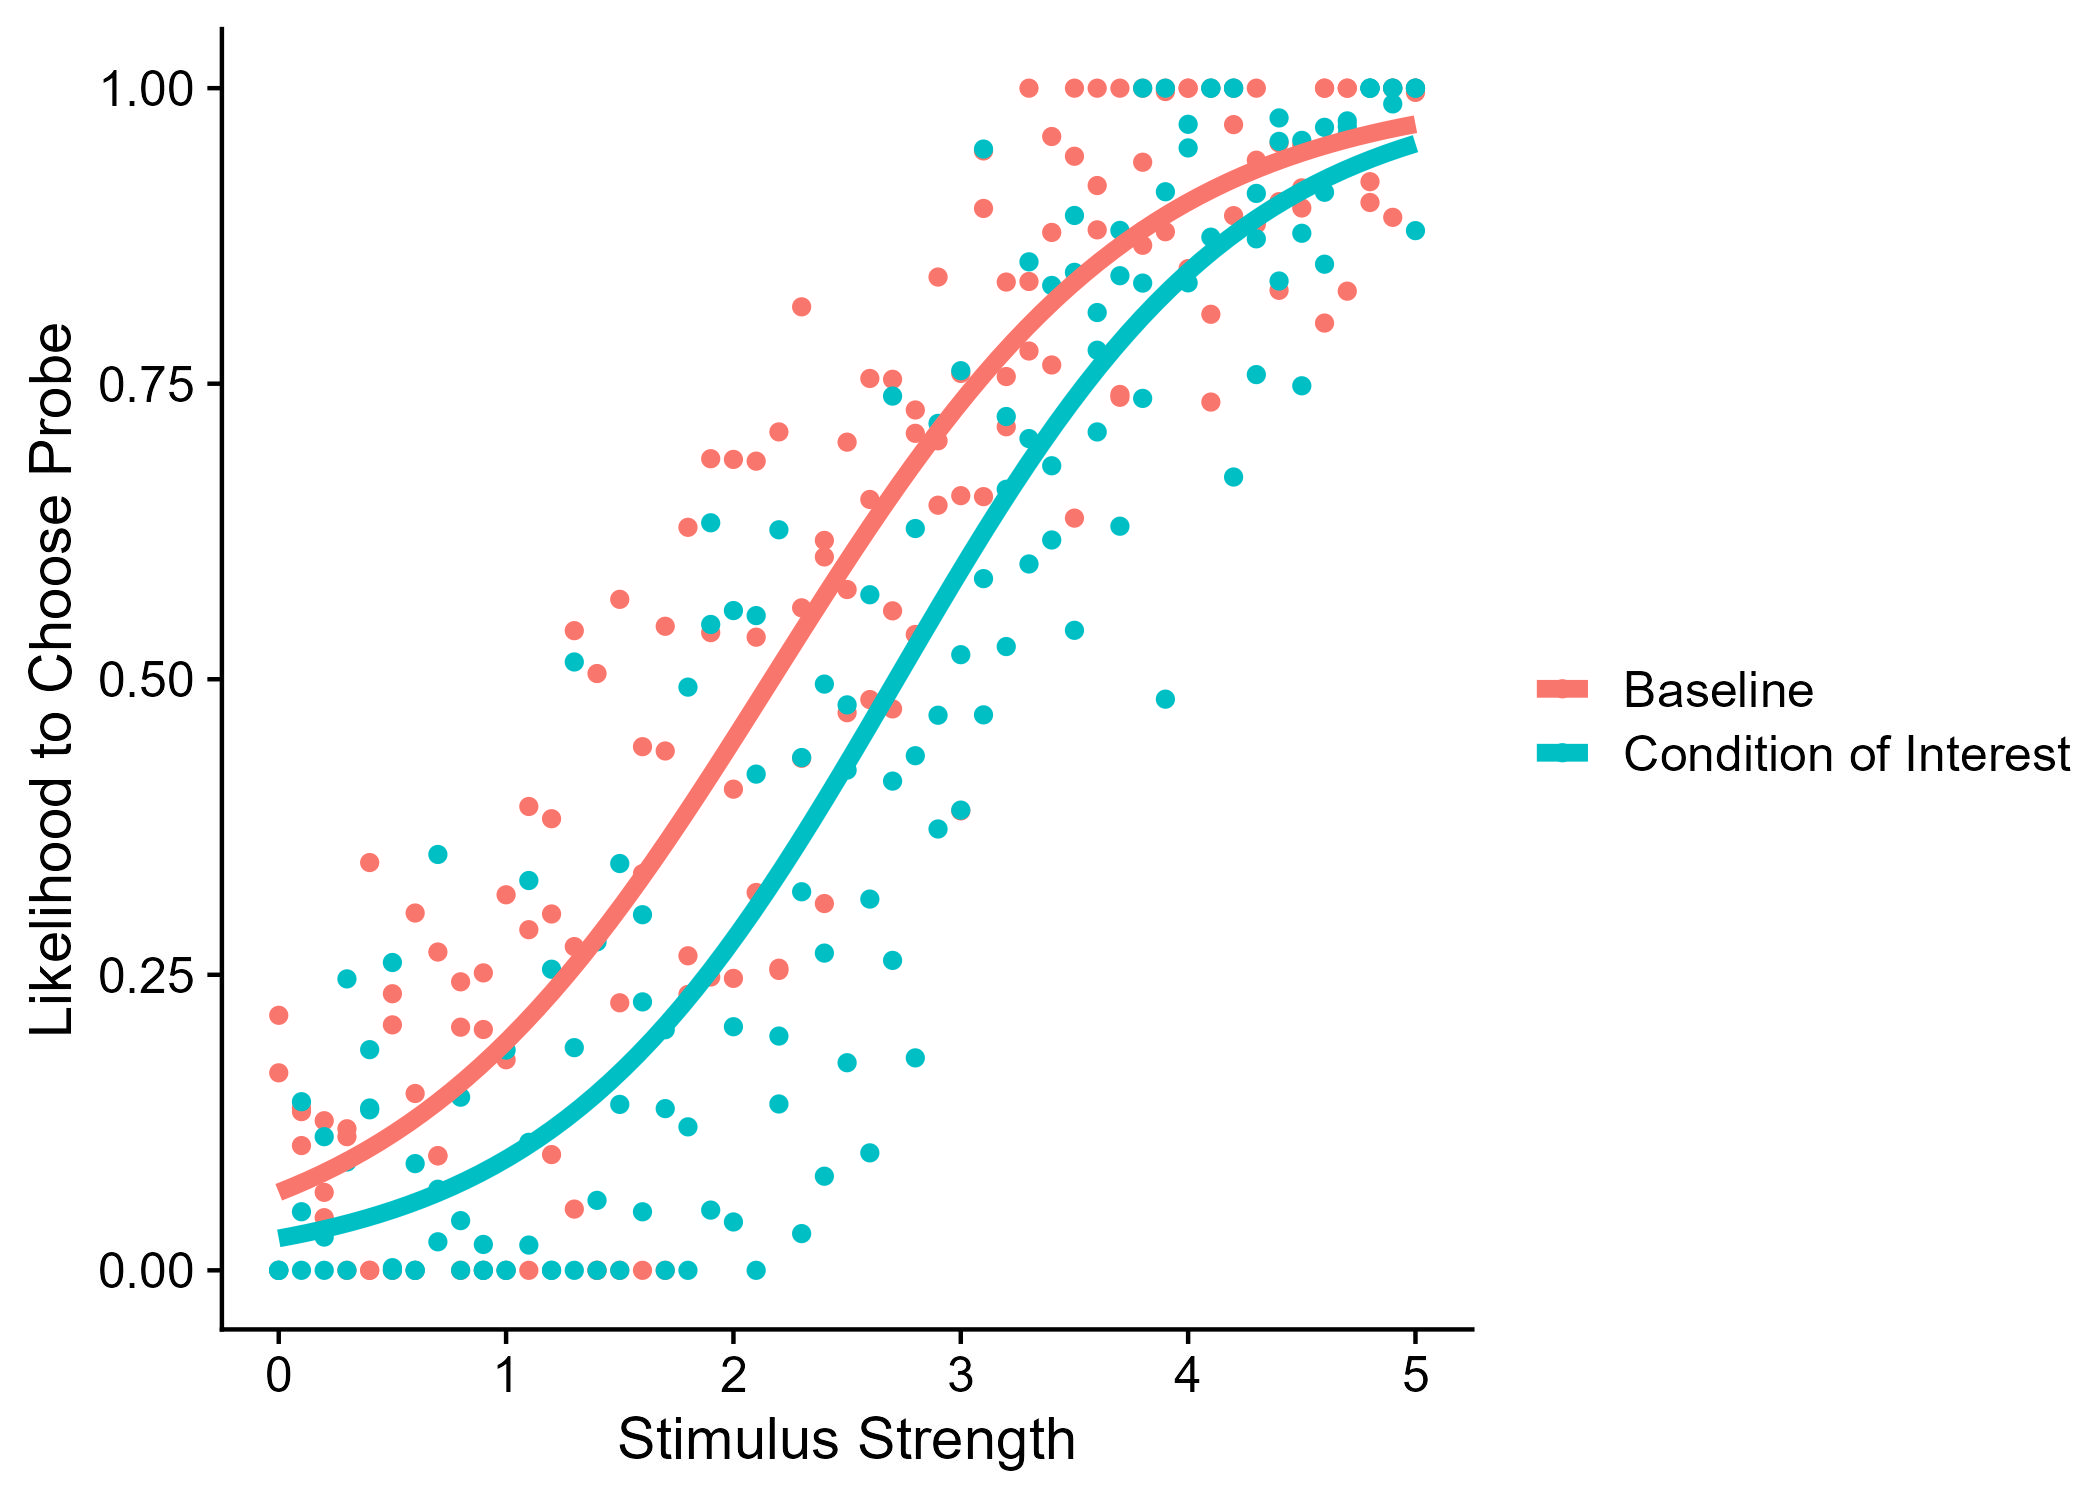 Likelihood to Choose Probe
1.00
0.75
0.50
0.25
0.00
0 1 2 3 4 5
Stimulus Strength
Baseline
Condition of Interest